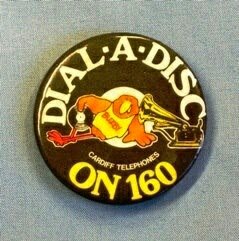 DIAL·A·DISC
CARDIFF TELEPHONES
ON 160